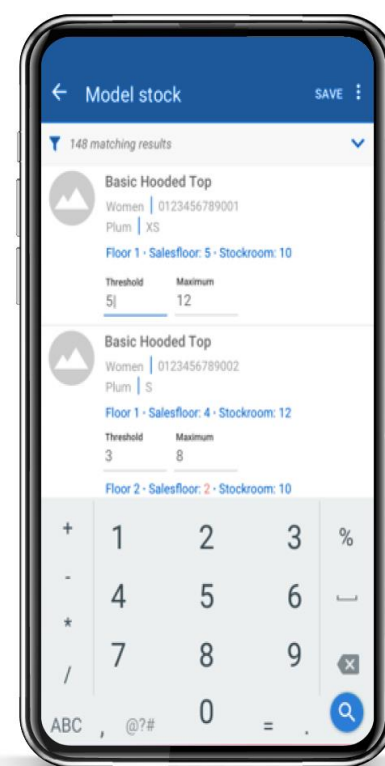 Model stock SAVE
148 matching results
Basic Hooded Top
Women | 0123456789001
Plum | XS
Floor 1 · Salesfloor: 5 · Stockroom: 10
Threshold Maximum
5| 12
Basic Hooded Top
Women | 0123456789002
Plum | S
Floor 1 · Salesfloor: 4 · Stockroom: 12
Threshold Maximum
3 8
Floor 2 · Salesfloor: 2 · Stockroom: 10
+ 1 2 3 %
- 4 5 6
* 7 8 9
/
ABC , @?# 0 = .